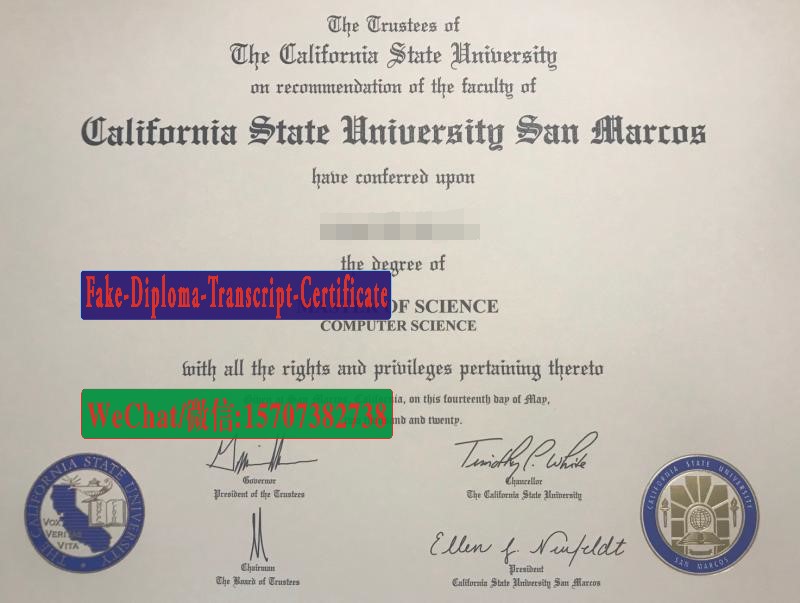 The Trustees of
The California State University
on recommendation of the faculty of
California State University San Marcos
have conferred upon
the degree of
Fake-Diploma-Transcript-Certificate
MASTER OF SCIENCE
COMPUTER SCIENCE
with all the rights and privileges pertaining thereto
California, on this fourteenth day of May,
WeChat/微信:15707382738
and twenty.
Timothy P. White
Governor
President of the Trustees
Chancellor
The California State University
Ellen J. Neufeldt
Chairman
The Board of Trustees
President
California State University San Marcos
THE CALIFORNIA STATE UNIVERSITY
VOX
VERITAS
VITA
CALIFORNIA STATE UNIVERSITY
SAN MARCOS